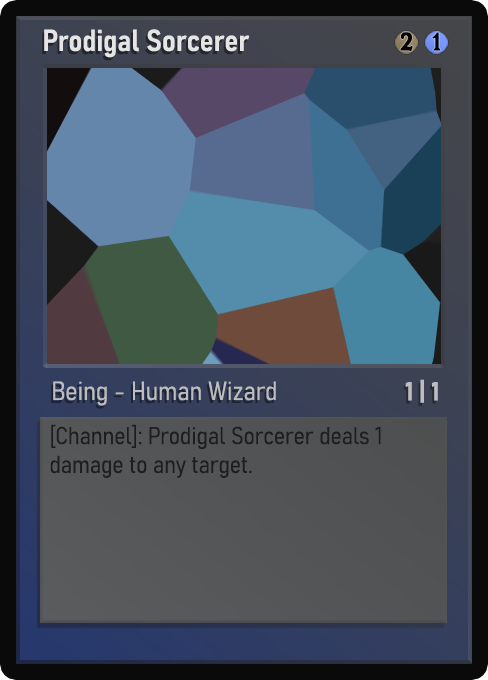 Prodigal Sorcerer 2 1
Being - Human Wizard 1|1
[Channel]: Prodigal Sorcerer deals 1
damage to any target.